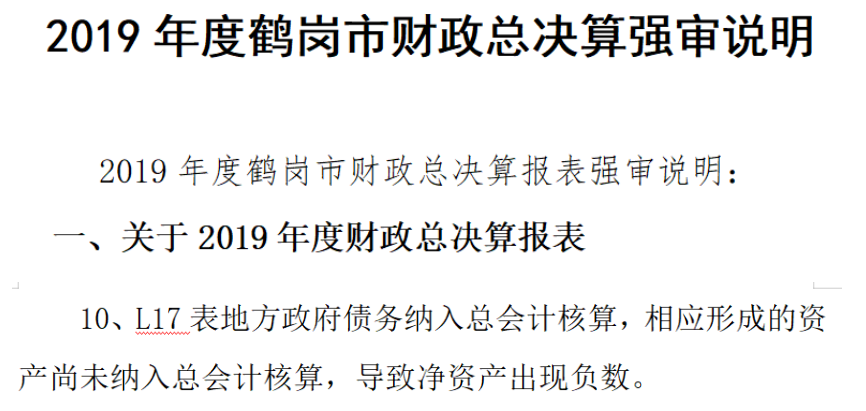 2019 年度鹤岗市财政总决算强审说明
2019 年度鹤岗市财政总决算报表强审说明：
一、关于 2019 年度财政总决算报表
10、L17 表地方政府债务纳入总会计核算，相应形成的资
产尚未纳入总会计核算，导致净资产出现负数。